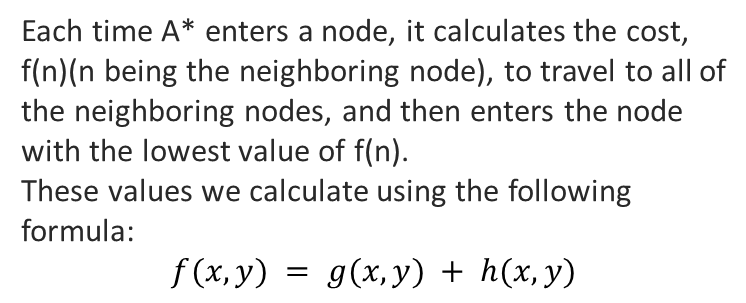 Each time A* enters a node, it calculates the cost,
f(n)(n being the neighboring node), to travel to all of
the neighboring nodes, and then enters the node
with the lowest value of f(n).
These values we calculate using the following
formula:
f(x, y) = g(x, y) + h(x, y)